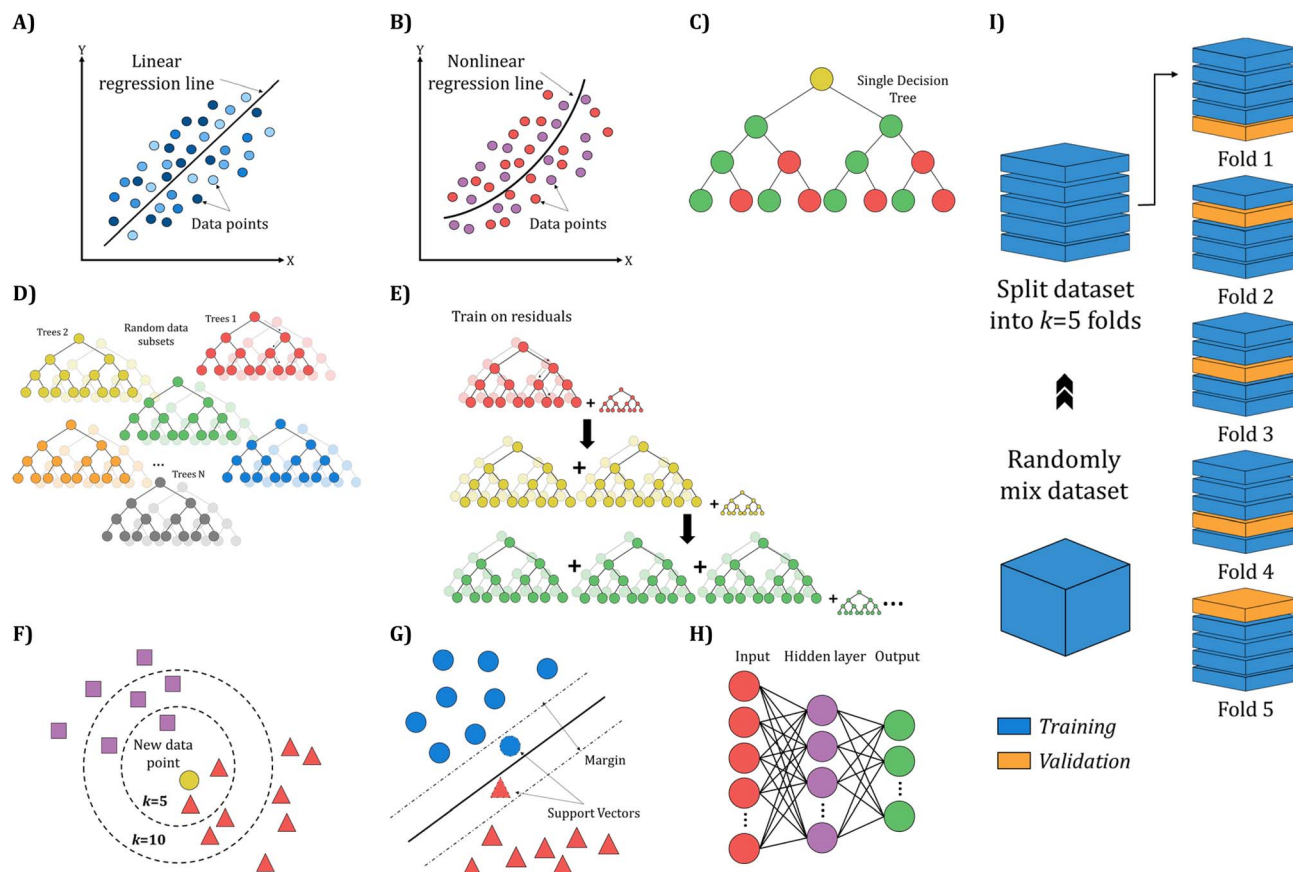 A)
Y
Linear
regression line
Data points
X
B)
Y
Nonlinear
regression line
Data points
X
C)
Single Decision
Tree
D)
Trees 2
Random data
subsets
Trees 1
...
Trees N
E)
Train on residuals
+
+
+
+
+
+
...
F)
New data
point
k=5
k=10
G)
Margin
Support Vectors
H)
Input
Hidden layer
Output
I)
Fold 1
Fold 2
Split dataset
into k=5 folds
Fold 3
Randomly
mix dataset
Fold 4
Fold 5
Training
Validation